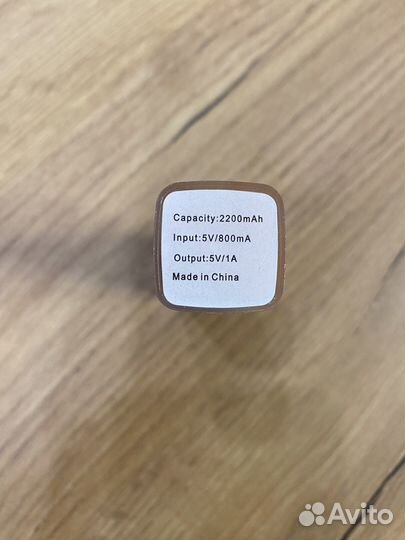 Capacity:2200mAh
Input:5V/800mA
Output:5V/1A
Made in China
Avito